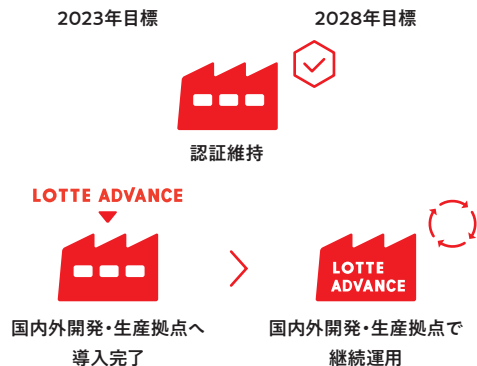 2023年目標
2028年目標
認証維持
LOTTE ADVANCE
LOTTE
ADVANCE
国内外開発・生産拠点へ
導入完了
国内外開発・生産拠点で
継続運用